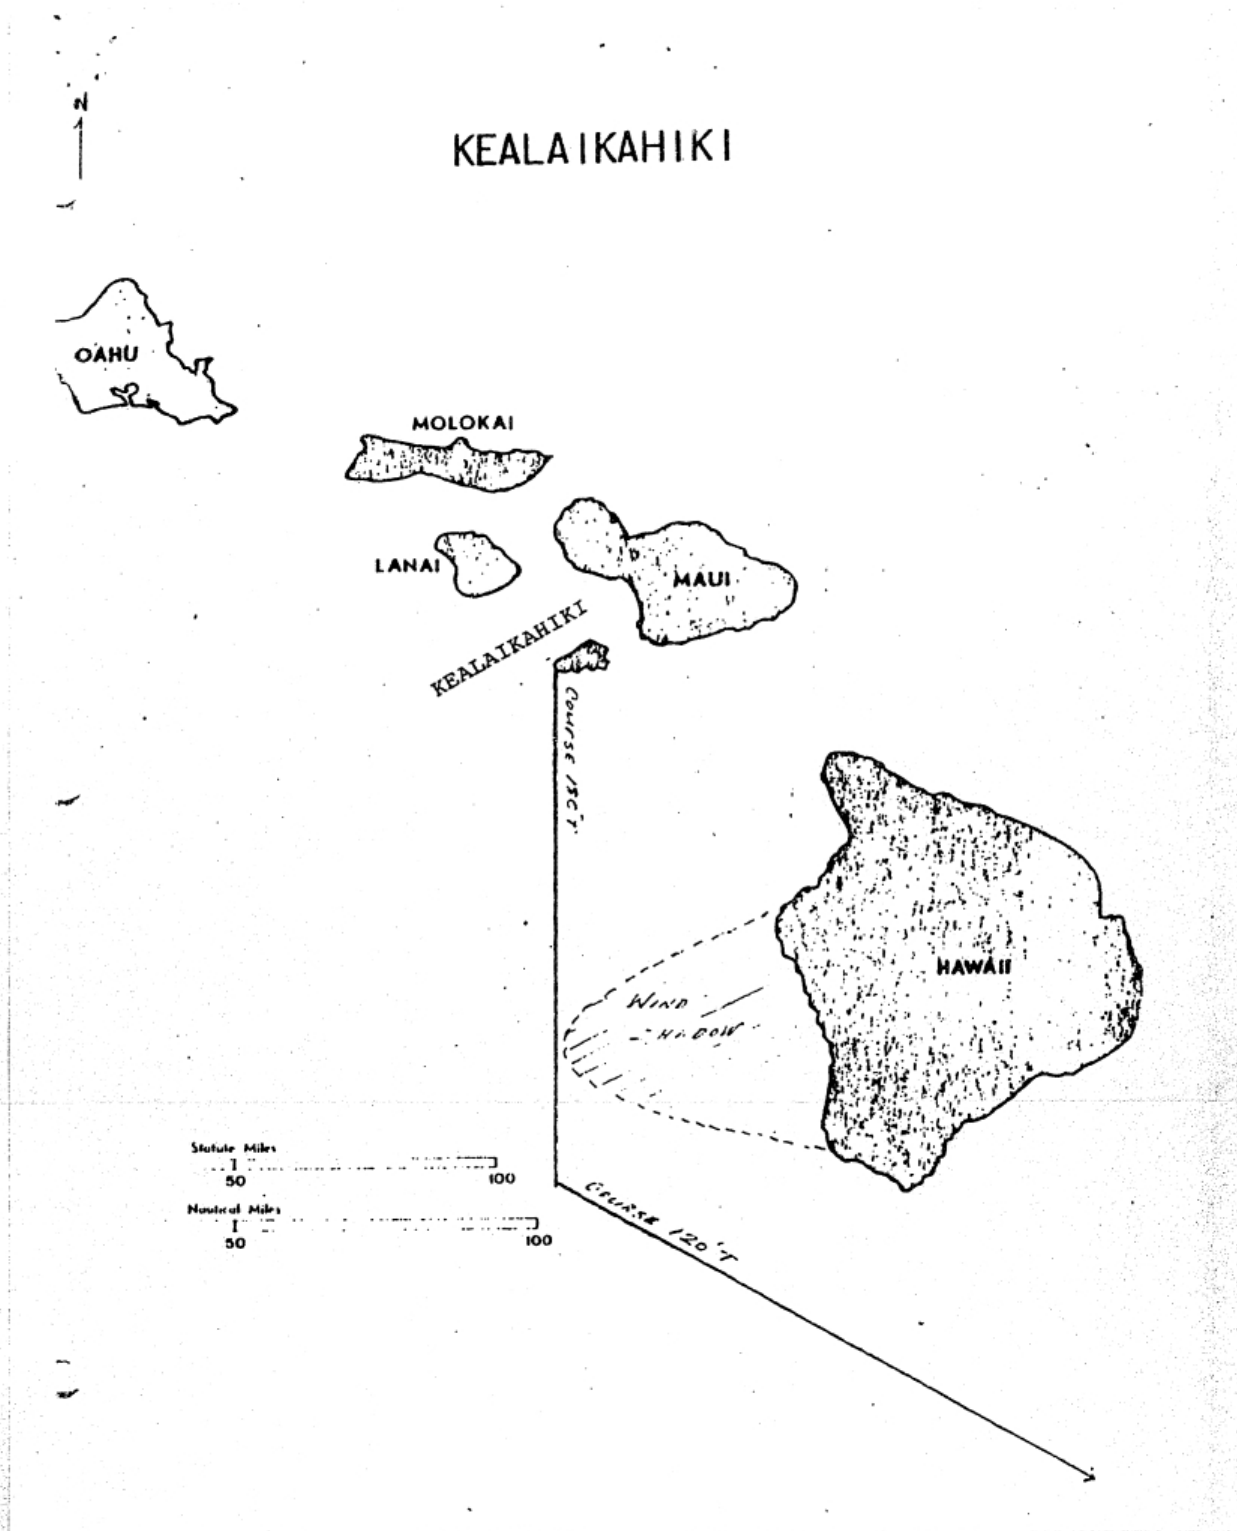 N
KEALAIKAHIKI
OAHU
MOLOKAI
LANAI
MAUI
KEALAIKAHIKI
COURSE 180°T
HAWAII
WIND
HADOW
Statute Miles
50 100
Nautical Miles
50 100
COURSE 120°T